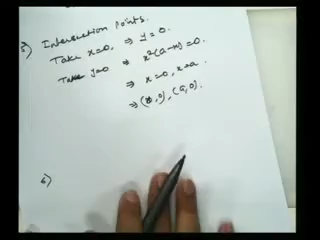 5) Intersection Points.
Take x=0, ⇒ y=0.
Take y=0 ⇒ x²(a-x)=0.
⇒ x=0, x=a
⇒ (0,0), (a,0).
6)